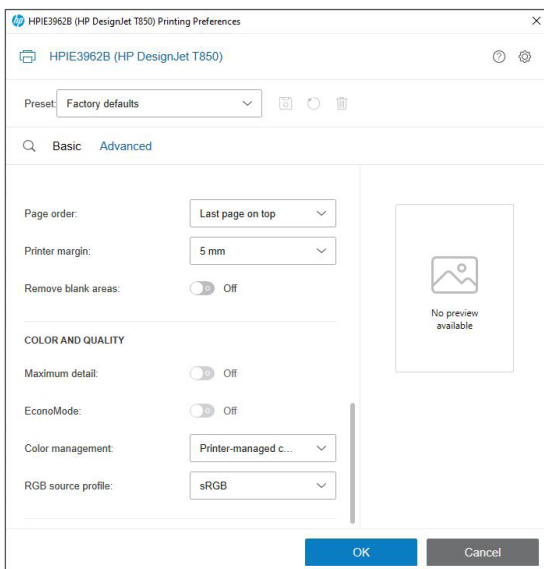 HPIE3962B (HP DesignJet T850) Printing Preferences
HPIE3962B (HP DesignJet T850)
Preset: Factory defaults
Basic Advanced
Page order: Last page on top
Printer margin: 5 mm
Remove blank areas: Off
No preview
available
COLOR AND QUALITY
Maximum detail: Off
EconoMode: Off
Color management: Printer-managed c...
RGB source profile: sRGB
OK Cancel